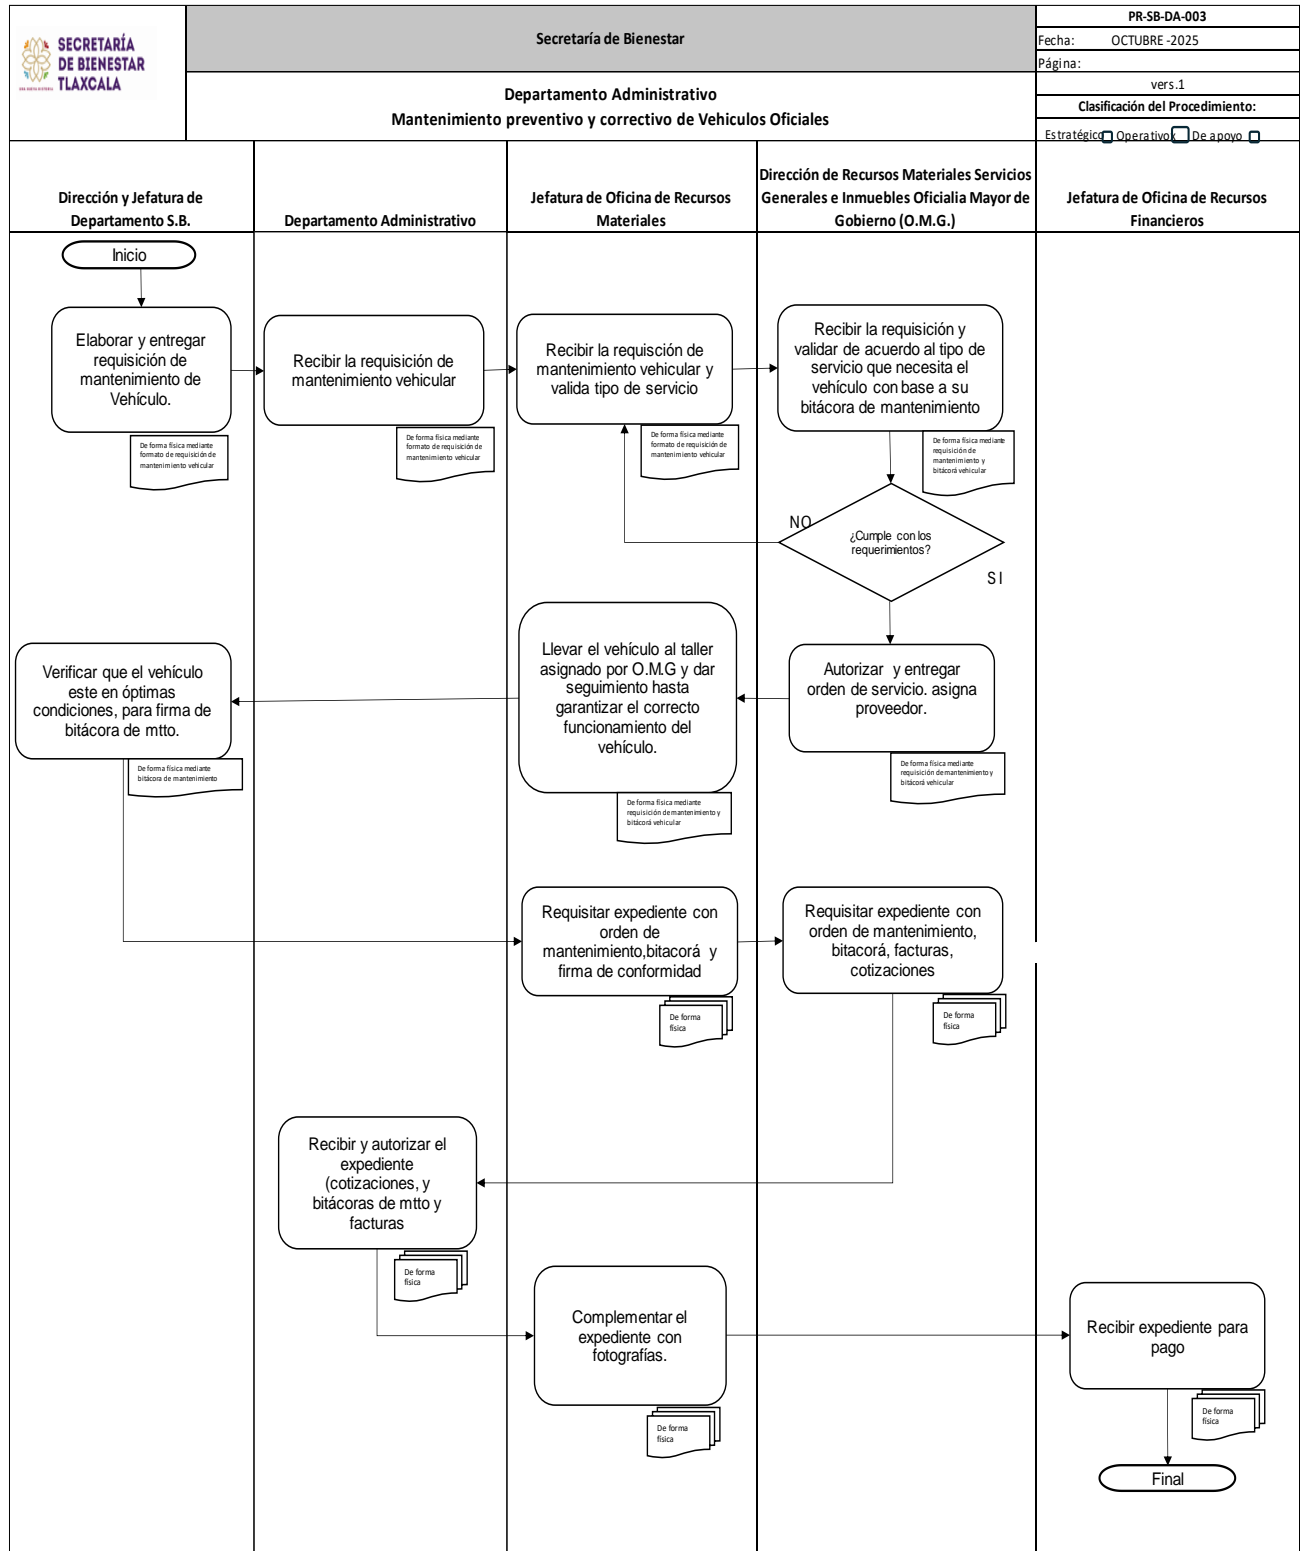 SECRETARÍA
DE BIENESTAR
TLAXCALA
Secretaría de Bienestar
Departamento Administrativo
Mantenimiento preventivo y correctivo de Vehiculos Oficiales
PR-SB-DA-003
Fecha: OCTUBRE -2025
Página:
vers.1
Clasificación del Procedimiento:
Estratégico Operativo x De apoyo
Dirección y Jefatura de
Departamento S.B.
Departamento Administrativo
Jefatura de Oficina de Recursos
Materiales
Dirección de Recursos Materiales Servicios
Generales e Inmuebles Oficialia Mayor de
Gobierno (O.M.G.)
Jefatura de Oficina de Recursos
Financieros
Inicio
Elaborar y entregar
requisición de
mantenimiento de
Vehículo.
De forma física mediante
formato de requisición de
mantenimiento vehicular
Recibir la requisición de
mantenimiento vehicular
De forma física mediante
formato de requisición de
mantenimiento vehicular
Recibir la requisción de
mantenimiento vehicular y
valida tipo de servicio
De forma física mediante
formato de requisición de
mantenimiento vehicular
Recibir la requisición y
validar de acuerdo al tipo de
servicio que necesita el
vehículo con base a su
bitácora de mantenimiento
De forma física mediante
requisición de
mantenimiento y
bitácorá vehicular
NO
¿Cumple con los
requerimientos?
SI
Verificar que el vehículo
este en óptimas
condiciones, para firma de
bitácora de mtto.
De forma física mediante
bitácora de mantenimiento
Llevar el vehículo al taller
asignado por O.M.G y dar
seguimiento hasta
garantizar el correcto
funcionamiento del
vehículo.
De forma física mediante
requisición de mantenimiento y
bitácorá vehicular
Autorizar y entregar
orden de servicio. asigna
proveedor.
De forma física mediante
requisición de mantenimiento y
bitácorá vehicular
Requisitar expediente con
orden de
mantenimiento,bitacorá y
firma de conformidad
De forma
física
Requisitar expediente con
orden de mantenimiento,
bitacorá, facturas,
cotizaciones
De forma
física
Recibir y autorizar el
expediente
(cotizaciones, y
bitácoras de mtto y
facturas
De forma
física
Complementar el
expediente con
fotografías.
De forma
física
Recibir expediente para
pago
De forma
física
Final